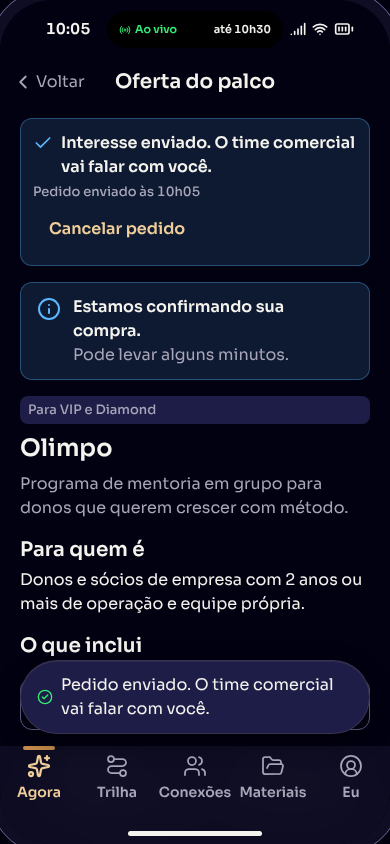 10:05
Ao vivo
até 10h30
Voltar
Oferta do palco
Interesse enviado. O time comercial
vai falar com você.
Pedido enviado às 10h05
Cancelar pedido
Estamos confirmando sua
compra.
Pode levar alguns minutos.
Para VIP e Diamond
Olimpo
Programa de mentoria em grupo para
donos que querem crescer com método.
Para quem é
Donos e sócios de empresa com 2 anos ou
mais de operação e equipe própria.
O que inclui
Pedido enviado. O time comercial
vai falar com você.
Agora
Trilha
Conexões
Materiais
Eu